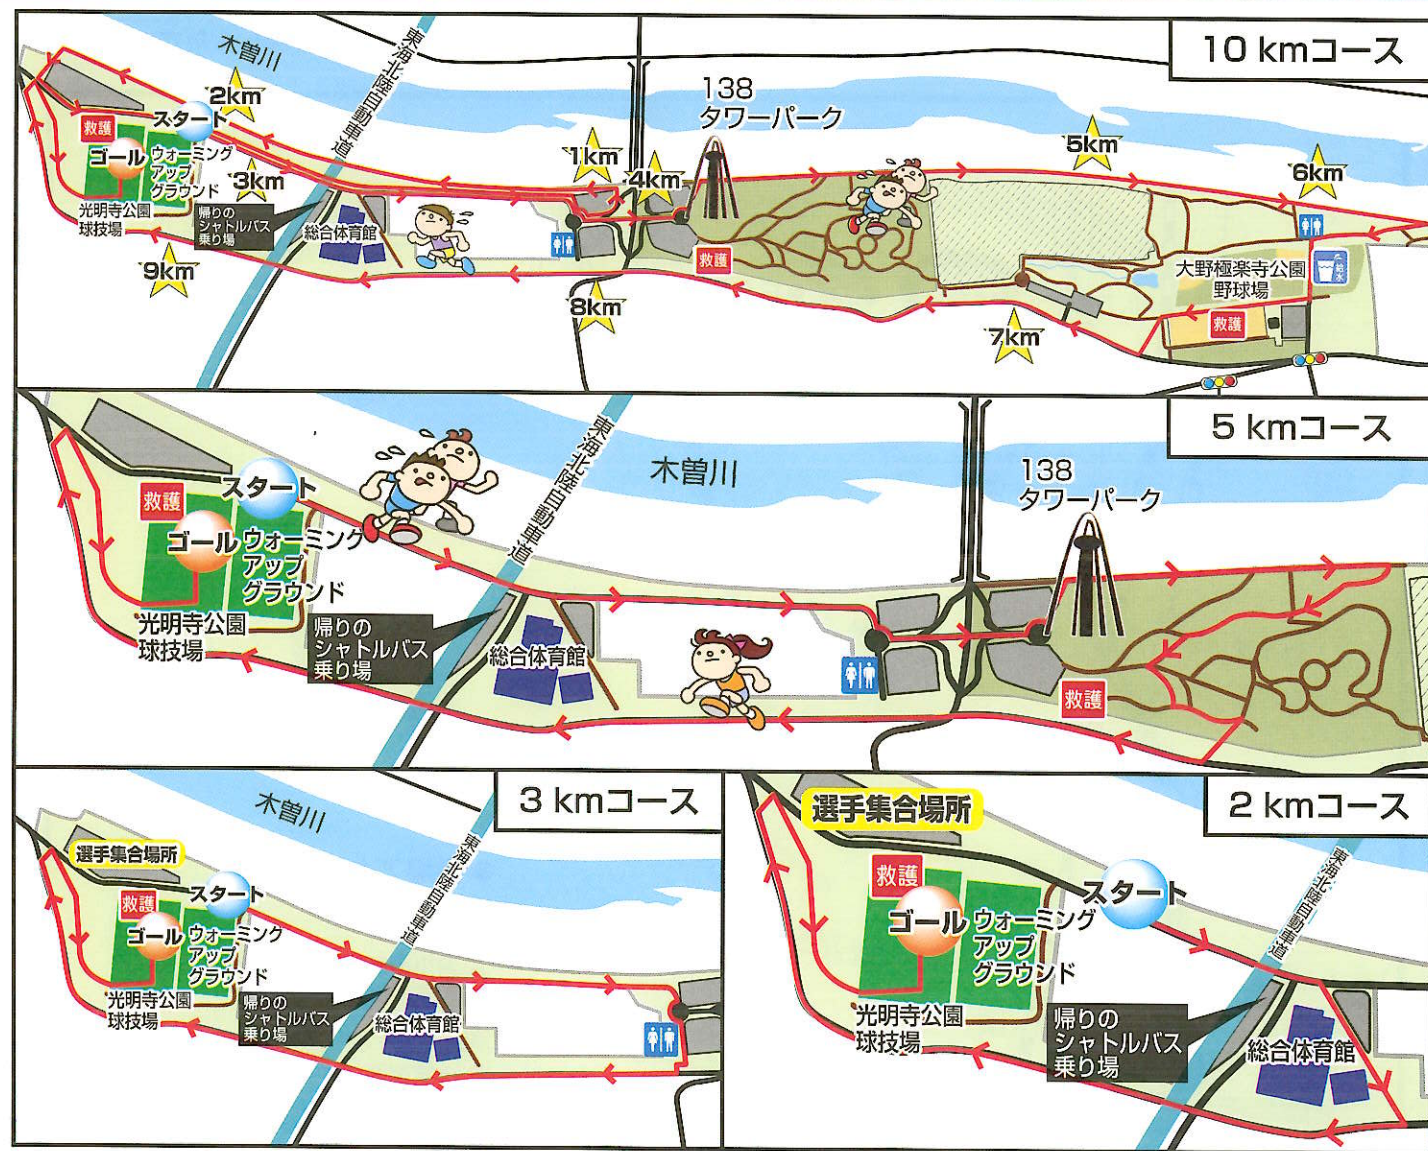 10 kmコース
木曽川
東海北陸自動車道
138
タワーパーク
2km
スタート
救護
ゴール
ウォーミング
アップ
グラウンド
3km
1km
4km
5km
6km
光明寺公園
球技場
帰りの
シャトルバス
乗り場
総合体育館
救護
大野極楽寺公園
野球場
給水
救護
9km
8km
7km
5 kmコース
木曽川
東海北陸自動車道
138
タワーパーク
救護
スタート
ゴール
ウォーミング
アップ
グラウンド
光明寺公園
球技場
帰りの
シャトルバス
乗り場
総合体育館
救護
3 kmコース
木曽川
東海北陸自動車道
選手集合場所
救護
スタート
ゴール
ウォーミング
アップ
グラウンド
光明寺公園
球技場
帰りの
シャトルバス
乗り場
総合体育館
2 kmコース
東海北陸自動車道
選手集合場所
救護
スタート
ゴール
ウォーミング
アップ
グラウンド
光明寺公園
球技場
帰りの
シャトルバス
乗り場
総合体育館